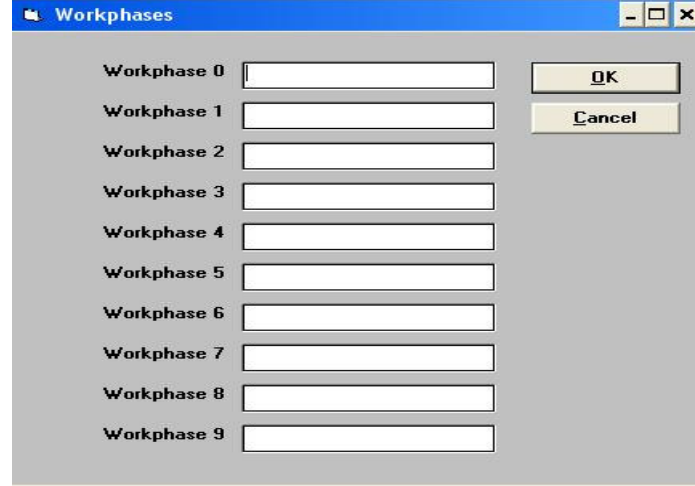 Workphases
Workphase 0
OK
Workphase 1
Cancel
Workphase 2
Workphase 3
Workphase 4
Workphase 5
Workphase 6
Workphase 7
Workphase 8
Workphase 9